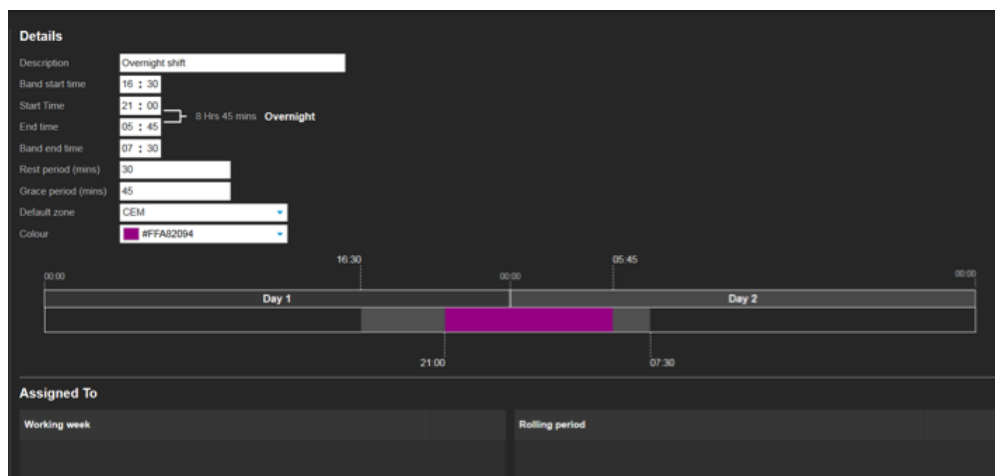 Details
Description Overnight shift
Band start time 16 : 30
Start Time 21 : 00
8 Hrs 45 mins Overnight
End time 05 : 45
Band end time 07 : 30
Rest period (mins) 30
Grace period (mins) 45
Default zone CEM
Colour #FFA82094
16:30 05:45
00:00 00:00 00:00
Day 1 Day 2
21:00 07:30
Assigned To
Working week Rolling period